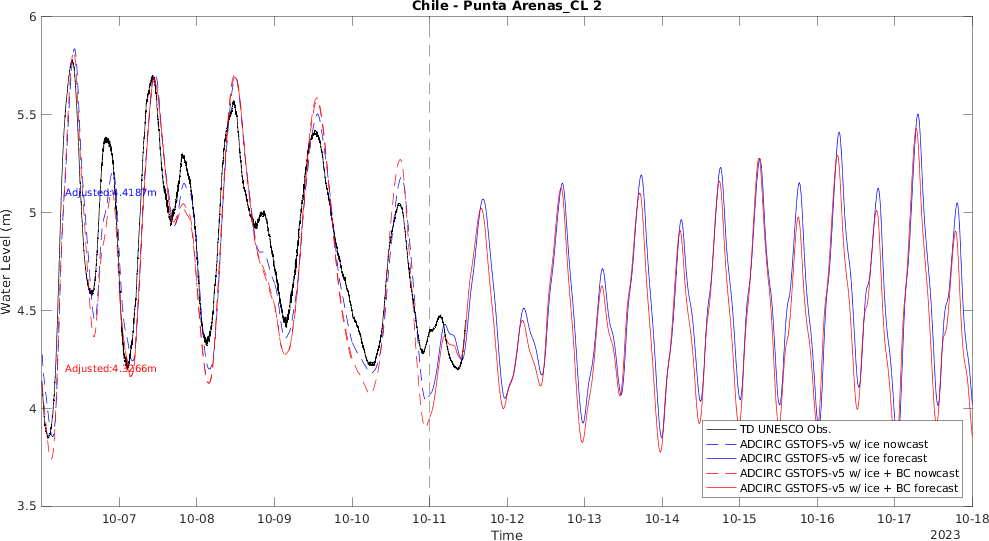 Chile - Punta Arenas_CL 2
Water Level (m)
6
5.5
5
4.5
4
3.5
Adjusted:4.4187m
Adjusted:4.3266m
TD UNESCO Obs.
ADCIRC GSTOFS-v5 w/ ice nowcast
ADCIRC GSTOFS-v5 w/ ice forecast
ADCIRC GSTOFS-v5 w/ ice + BC nowcast
ADCIRC GSTOFS-v5 w/ ice + BC forecast
10-07 10-08 10-09 10-10 10-11 10-12 10-13 10-14 10-15 10-16 10-17 10-18
Time
2023